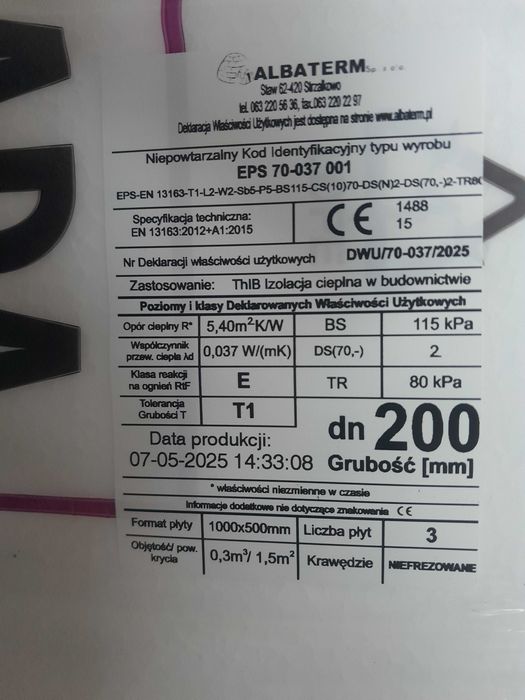 ALBATERM Sp. z o.o.
Staw 62-420 Strzałkowo
tel. 063 220 56 36, fax.063 220 22 97
Deklaracja Właściwości Użytkowych jest dostępna na stronie www.albaterm.pl
Niepowtarzalny Kod Identyfikacyjny typu wyrobu
EPS 70-037 001
EPS-EN 13163-T1-L2-W2-Sb5-P5-BS115-CS(10)70-DS(N)2-DS(70,-)2-TR80
Specyfikacja techniczna:
EN 13163:2012+A1:2015
CE
1488
15
Nr Deklaracji właściwości użytkowych DWU/70-037/2025
Zastosowanie: ThIB Izolacja cieplna w budownictwie
Poziomy i klasy Deklarowanych Właściwości Użytkowych
Opór cieplny R* 5,40m²K/W BS 115 kPa
Współczynnik
przew. ciepła λd 0,037 W/(mK) DS(70,-) 2
Klasa reakcji
na ognień RtF E TR 80 kPa
Tolerancja
Grubości T T1
dn 200
Grubość [mm]
Data produkcji:
07-05-2025 14:33:08
* właściwości niezmienne w czasie
Informacje dodatkowe nie dotyczące znakowania CE
Format płyty 1000x500mm Liczba płyt 3
Objętość/ pow.
krycia 0,3m³/ 1,5m² Krawędzie NIEFREZOWANE